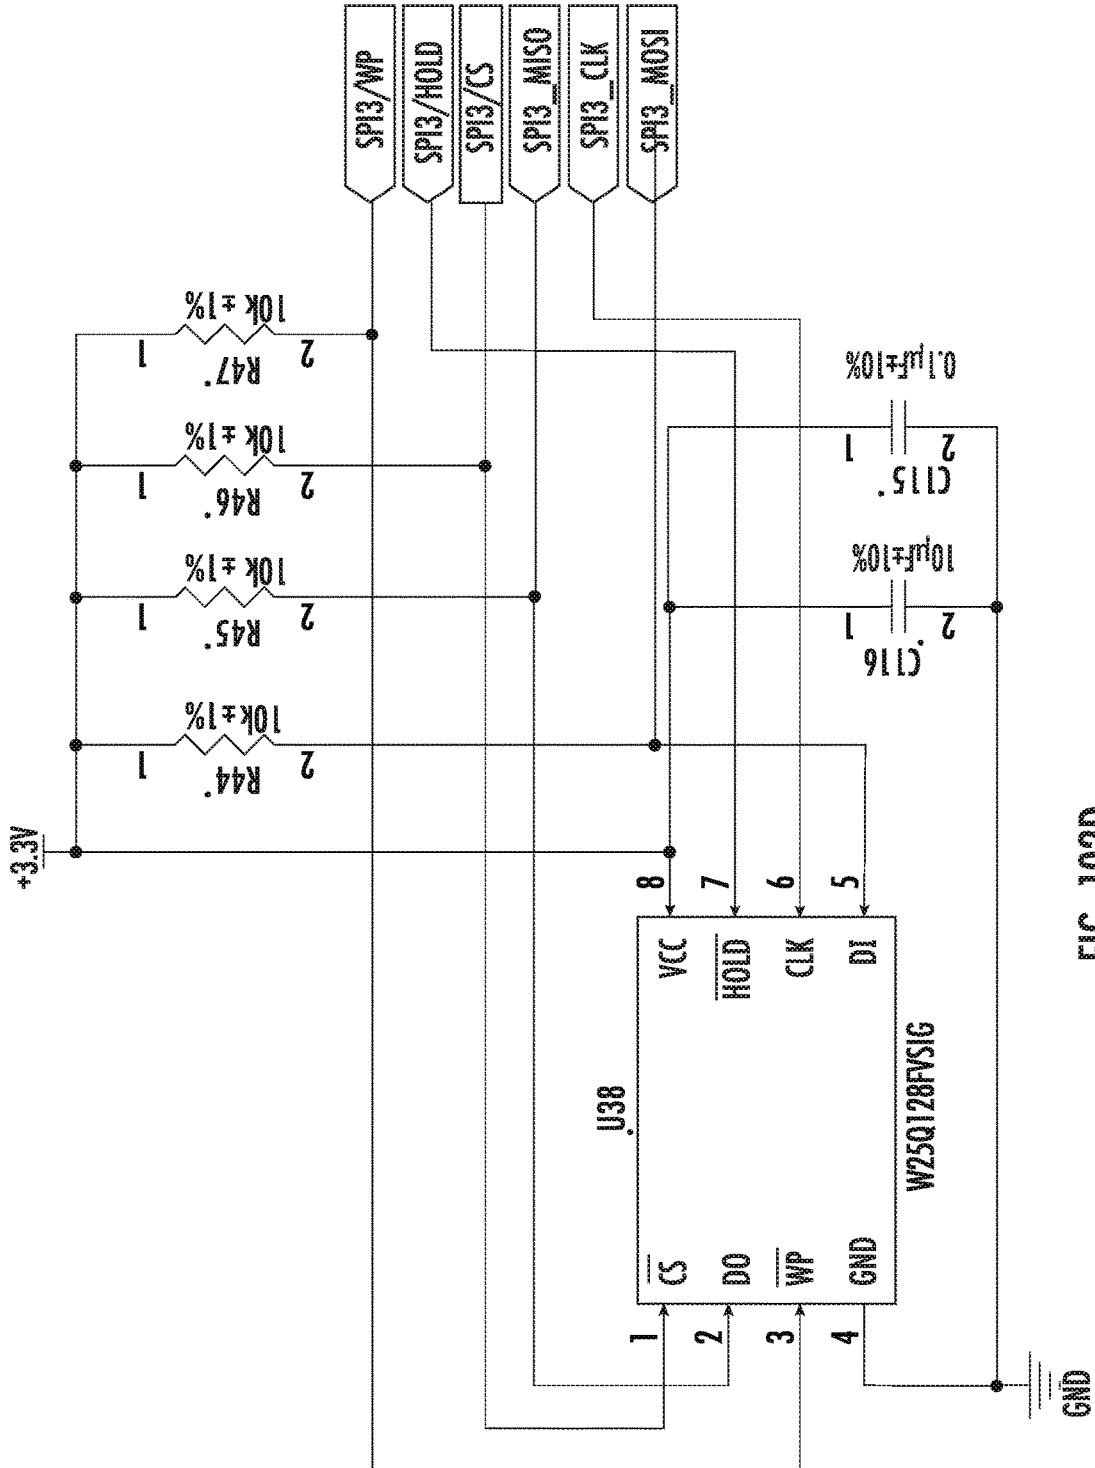 +3.3V
1
R44
10k±1%
2
1
R45
10k±1%
2
1
R46
10k±1%
2
1
R47
10k±1%
2
SPI3/WP
SPI3/HOLD
SPI3/CS
SPI3_MISO
SPI3_CLK
SPI3_MOSI
U38
1
CS
2
DO
3
WP
4
GND
8
VCC
7
HOLD
6
CLK
5
DI
W25Q128FVSIG
1
C116
10µF±10%
2
1
C115
0.1µF±10%
2
GND